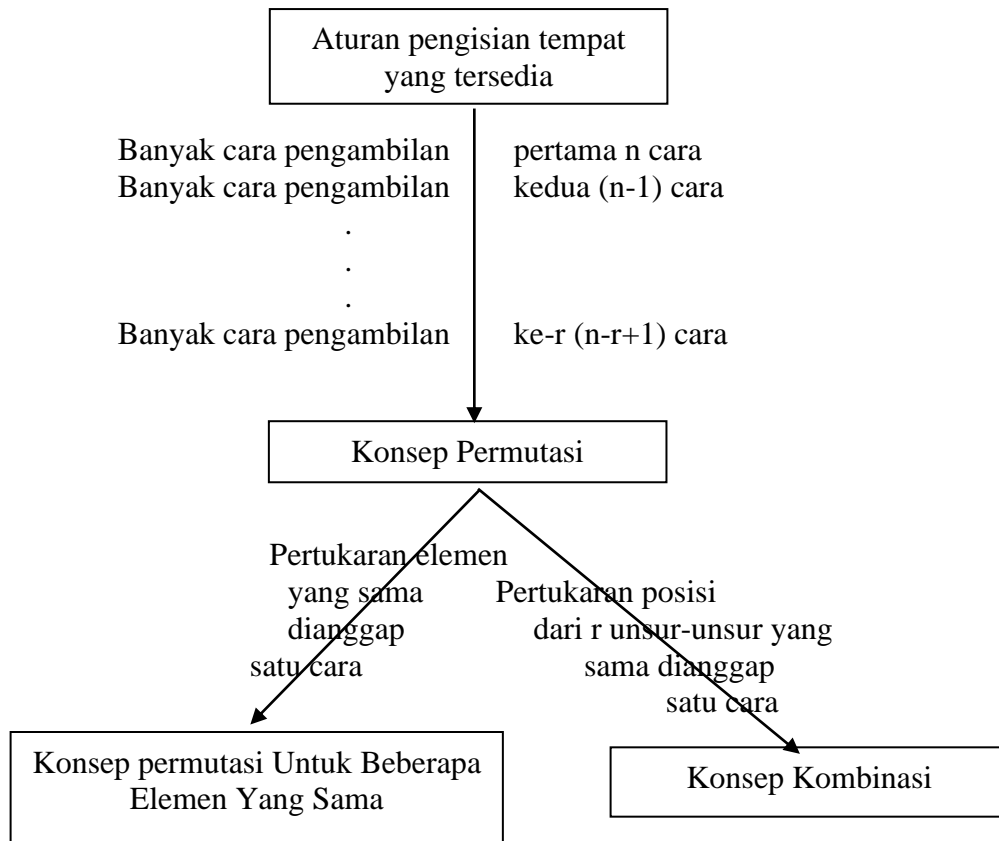 Aturan pengisian tempat
yang tersedia
Banyak cara pengambilan pertama n cara
Banyak cara pengambilan kedua (n-1) cara
.
.
.
Banyak cara pengambilan ke-r (n-r+1) cara
Konsep Permutasi
Pertukaran elemen
yang sama
dianggap
satu cara
Pertukaran posisi
dari r unsur-unsur yang
sama dianggap
satu cara
Konsep permutasi Untuk Beberapa
Elemen Yang Sama
Konsep Kombinasi